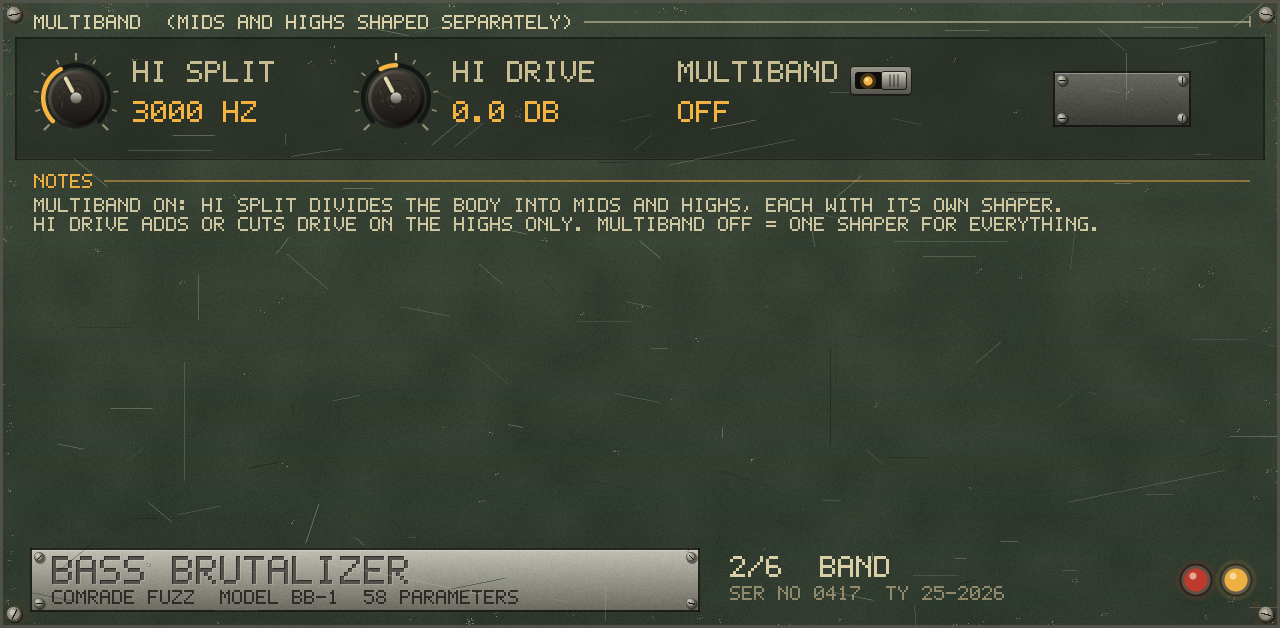 MULTIBAND (MIDS AND HIGHS SHAPED SEPARATELY)
HI SPLIT
3000 HZ
HI DRIVE
0.0 DB
MULTIBAND
OFF
NOTES
MULTIBAND ON: HI SPLIT DIVIDES THE BODY INTO MIDS AND HIGHS, EACH WITH ITS OWN SHAPER.
HI DRIVE ADDS OR CUTS DRIVE ON THE HIGHS ONLY. MULTIBAND OFF = ONE SHAPER FOR EVERYTHING.
BASS BRUTALIZER
COMRADE FUZZ MODEL BB-1 58 PARAMETERS
2/6 BAND
SER NO 0417 TY 25-2026